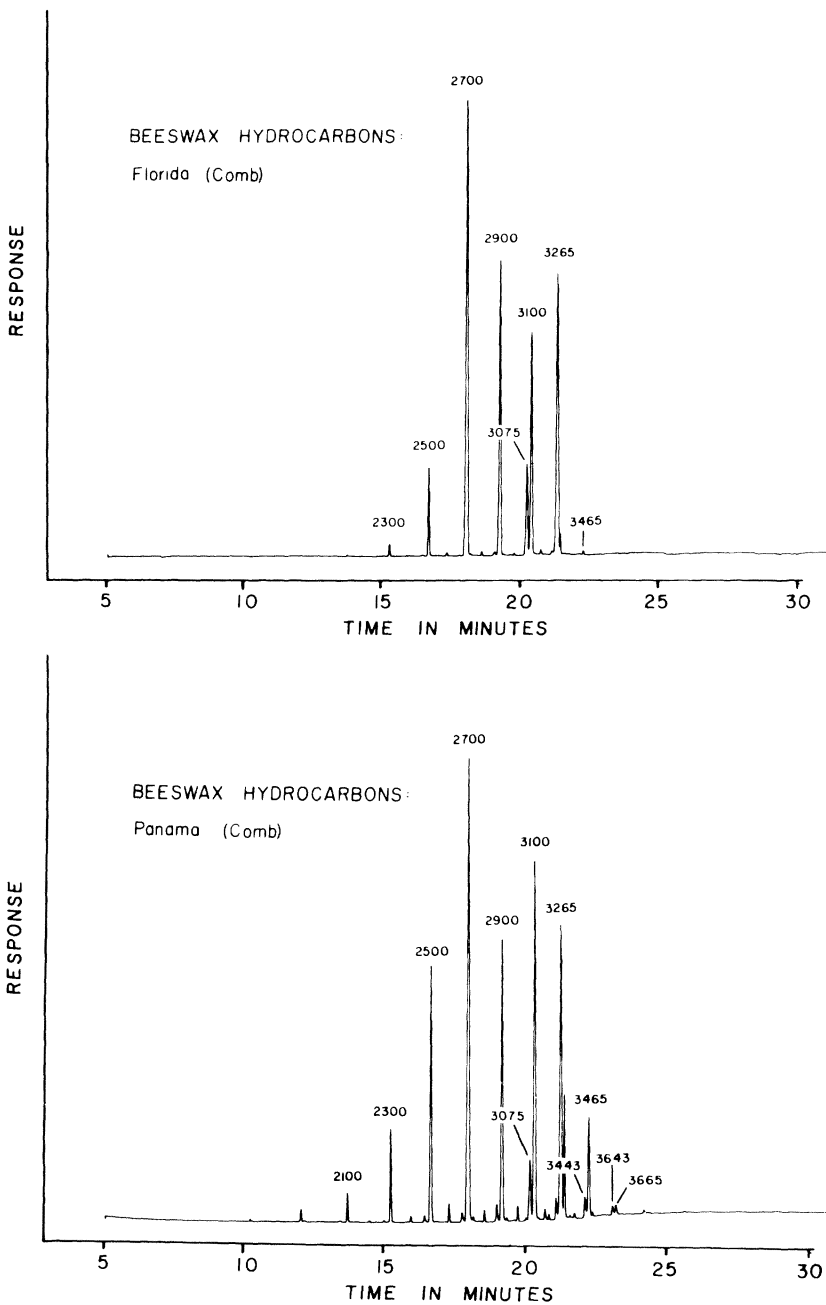 2700
BEESWAX HYDROCARBONS:
Florida (Comb)
2900
3265
3100
3075
2500
2300
3465
RESPONSE
5 10 15 20 25 30
TIME IN MINUTES
2700
BEESWAX HYDROCARBONS:
Panama (Comb)
3100
3265
2900
2500
2300
3075
3465
3443
3643
3665
2100
RESPONSE
5 10 15 20 25 30
TIME IN MINUTES